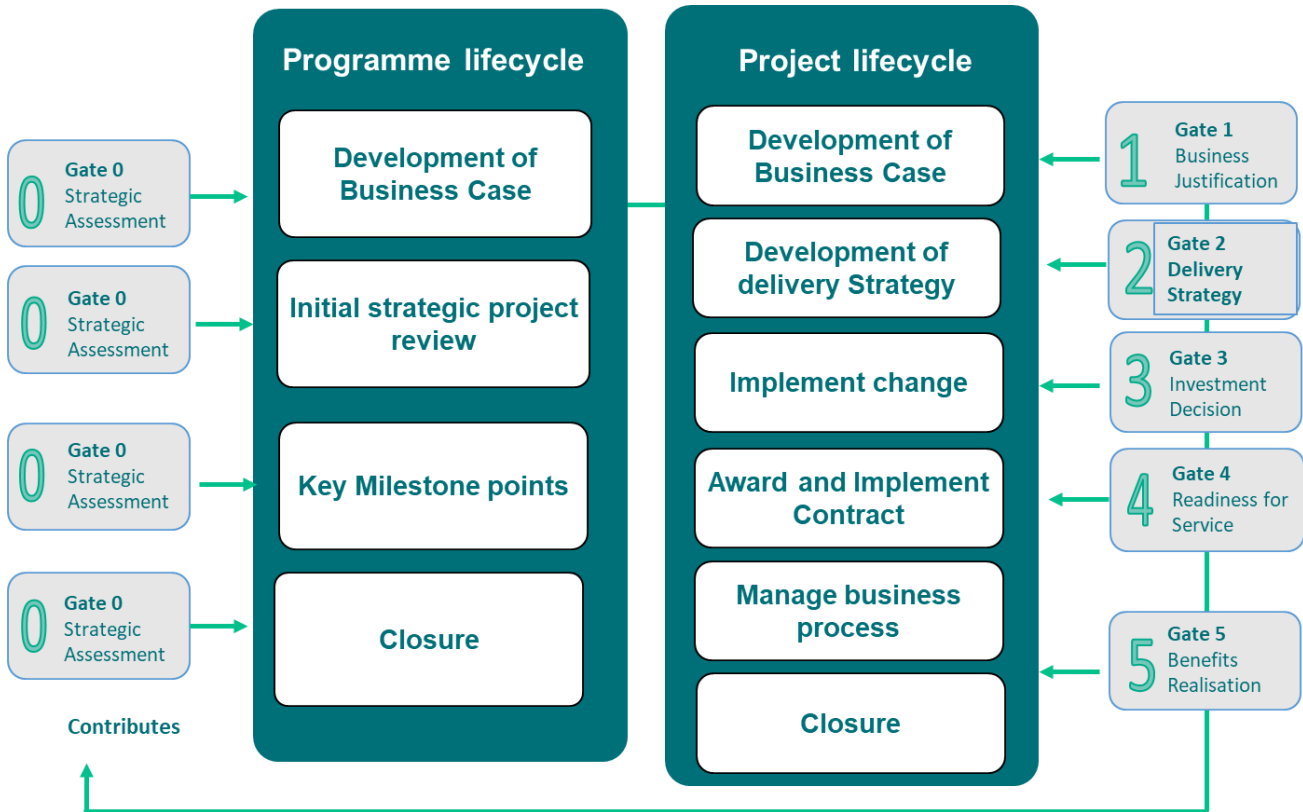 Programme lifecycle
0
Gate 0
Strategic
Assessment
Development of
Business Case
0
Gate 0
Strategic
Assessment
Initial strategic project
review
0
Gate 0
Strategic
Assessment
Key Milestone points
0
Gate 0
Strategic
Assessment
Closure
Contributes
Project lifecycle
Development of
Business Case
1
Gate 1
Business
Justification
Development of
delivery Strategy
2
Gate 2
Delivery
Strategy
Implement change
3
Gate 3
Investment
Decision
Award and Implement
Contract
4
Gate 4
Readiness for
Service
Manage business
process
5
Gate 5
Benefits
Realisation
Closure